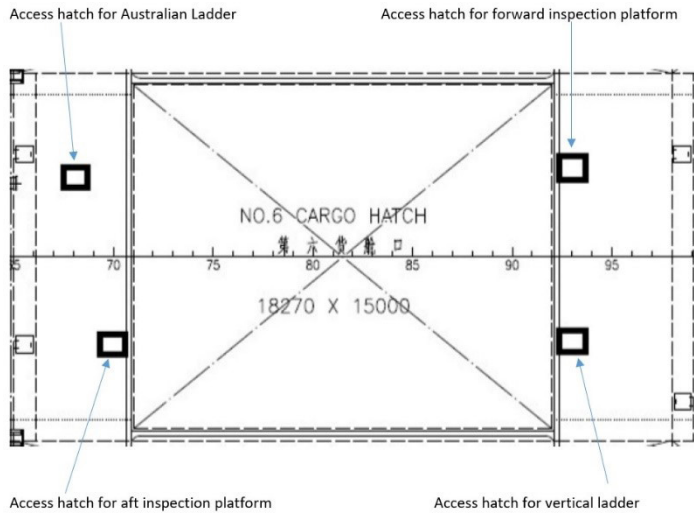 Access hatch for Australian Ladder
Access hatch for forward inspection platform
NO.6 CARGO HATCH
第六货舱口
70 75 80 85 90 95
18270 X 15000
Access hatch for aft inspection platform
Access hatch for vertical ladder